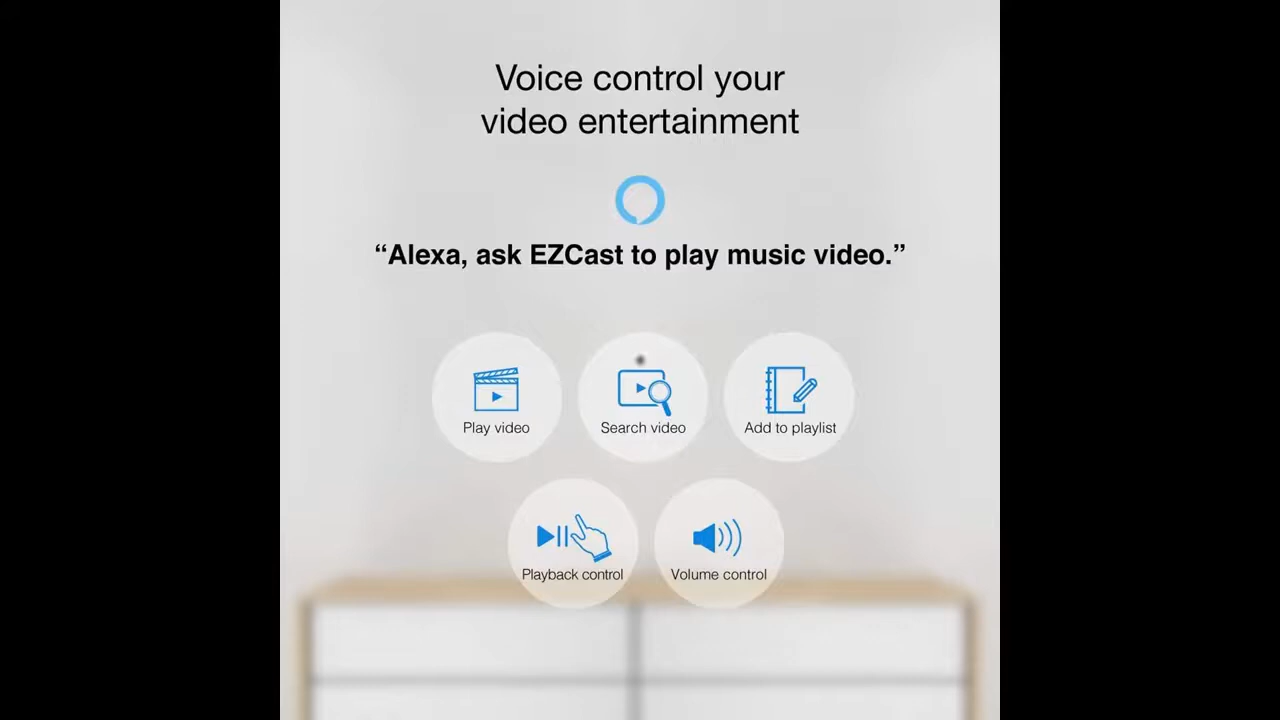 Voice control your
video entertainment
“Alexa, ask EZCast to play music video.”
Play video
Search video
Add to playlist
Playback control
Volume control